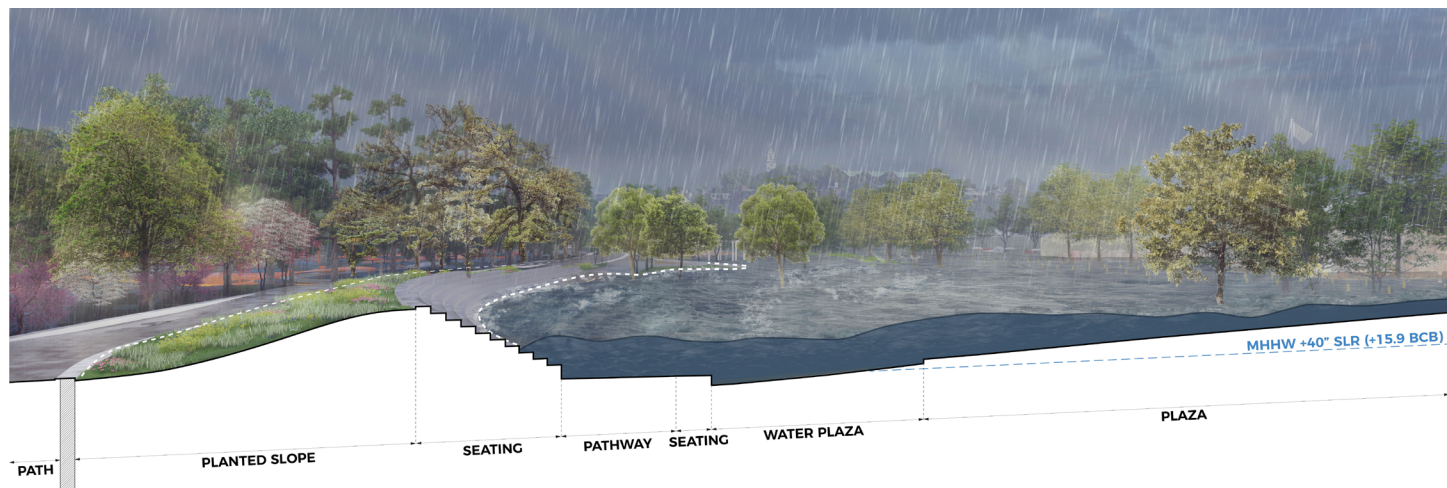 MHHW +40" SLR (+15.9 BCB)
PATH
PLANTED SLOPE
SEATING
PATHWAY
SEATING
WATER PLAZA
PLAZA